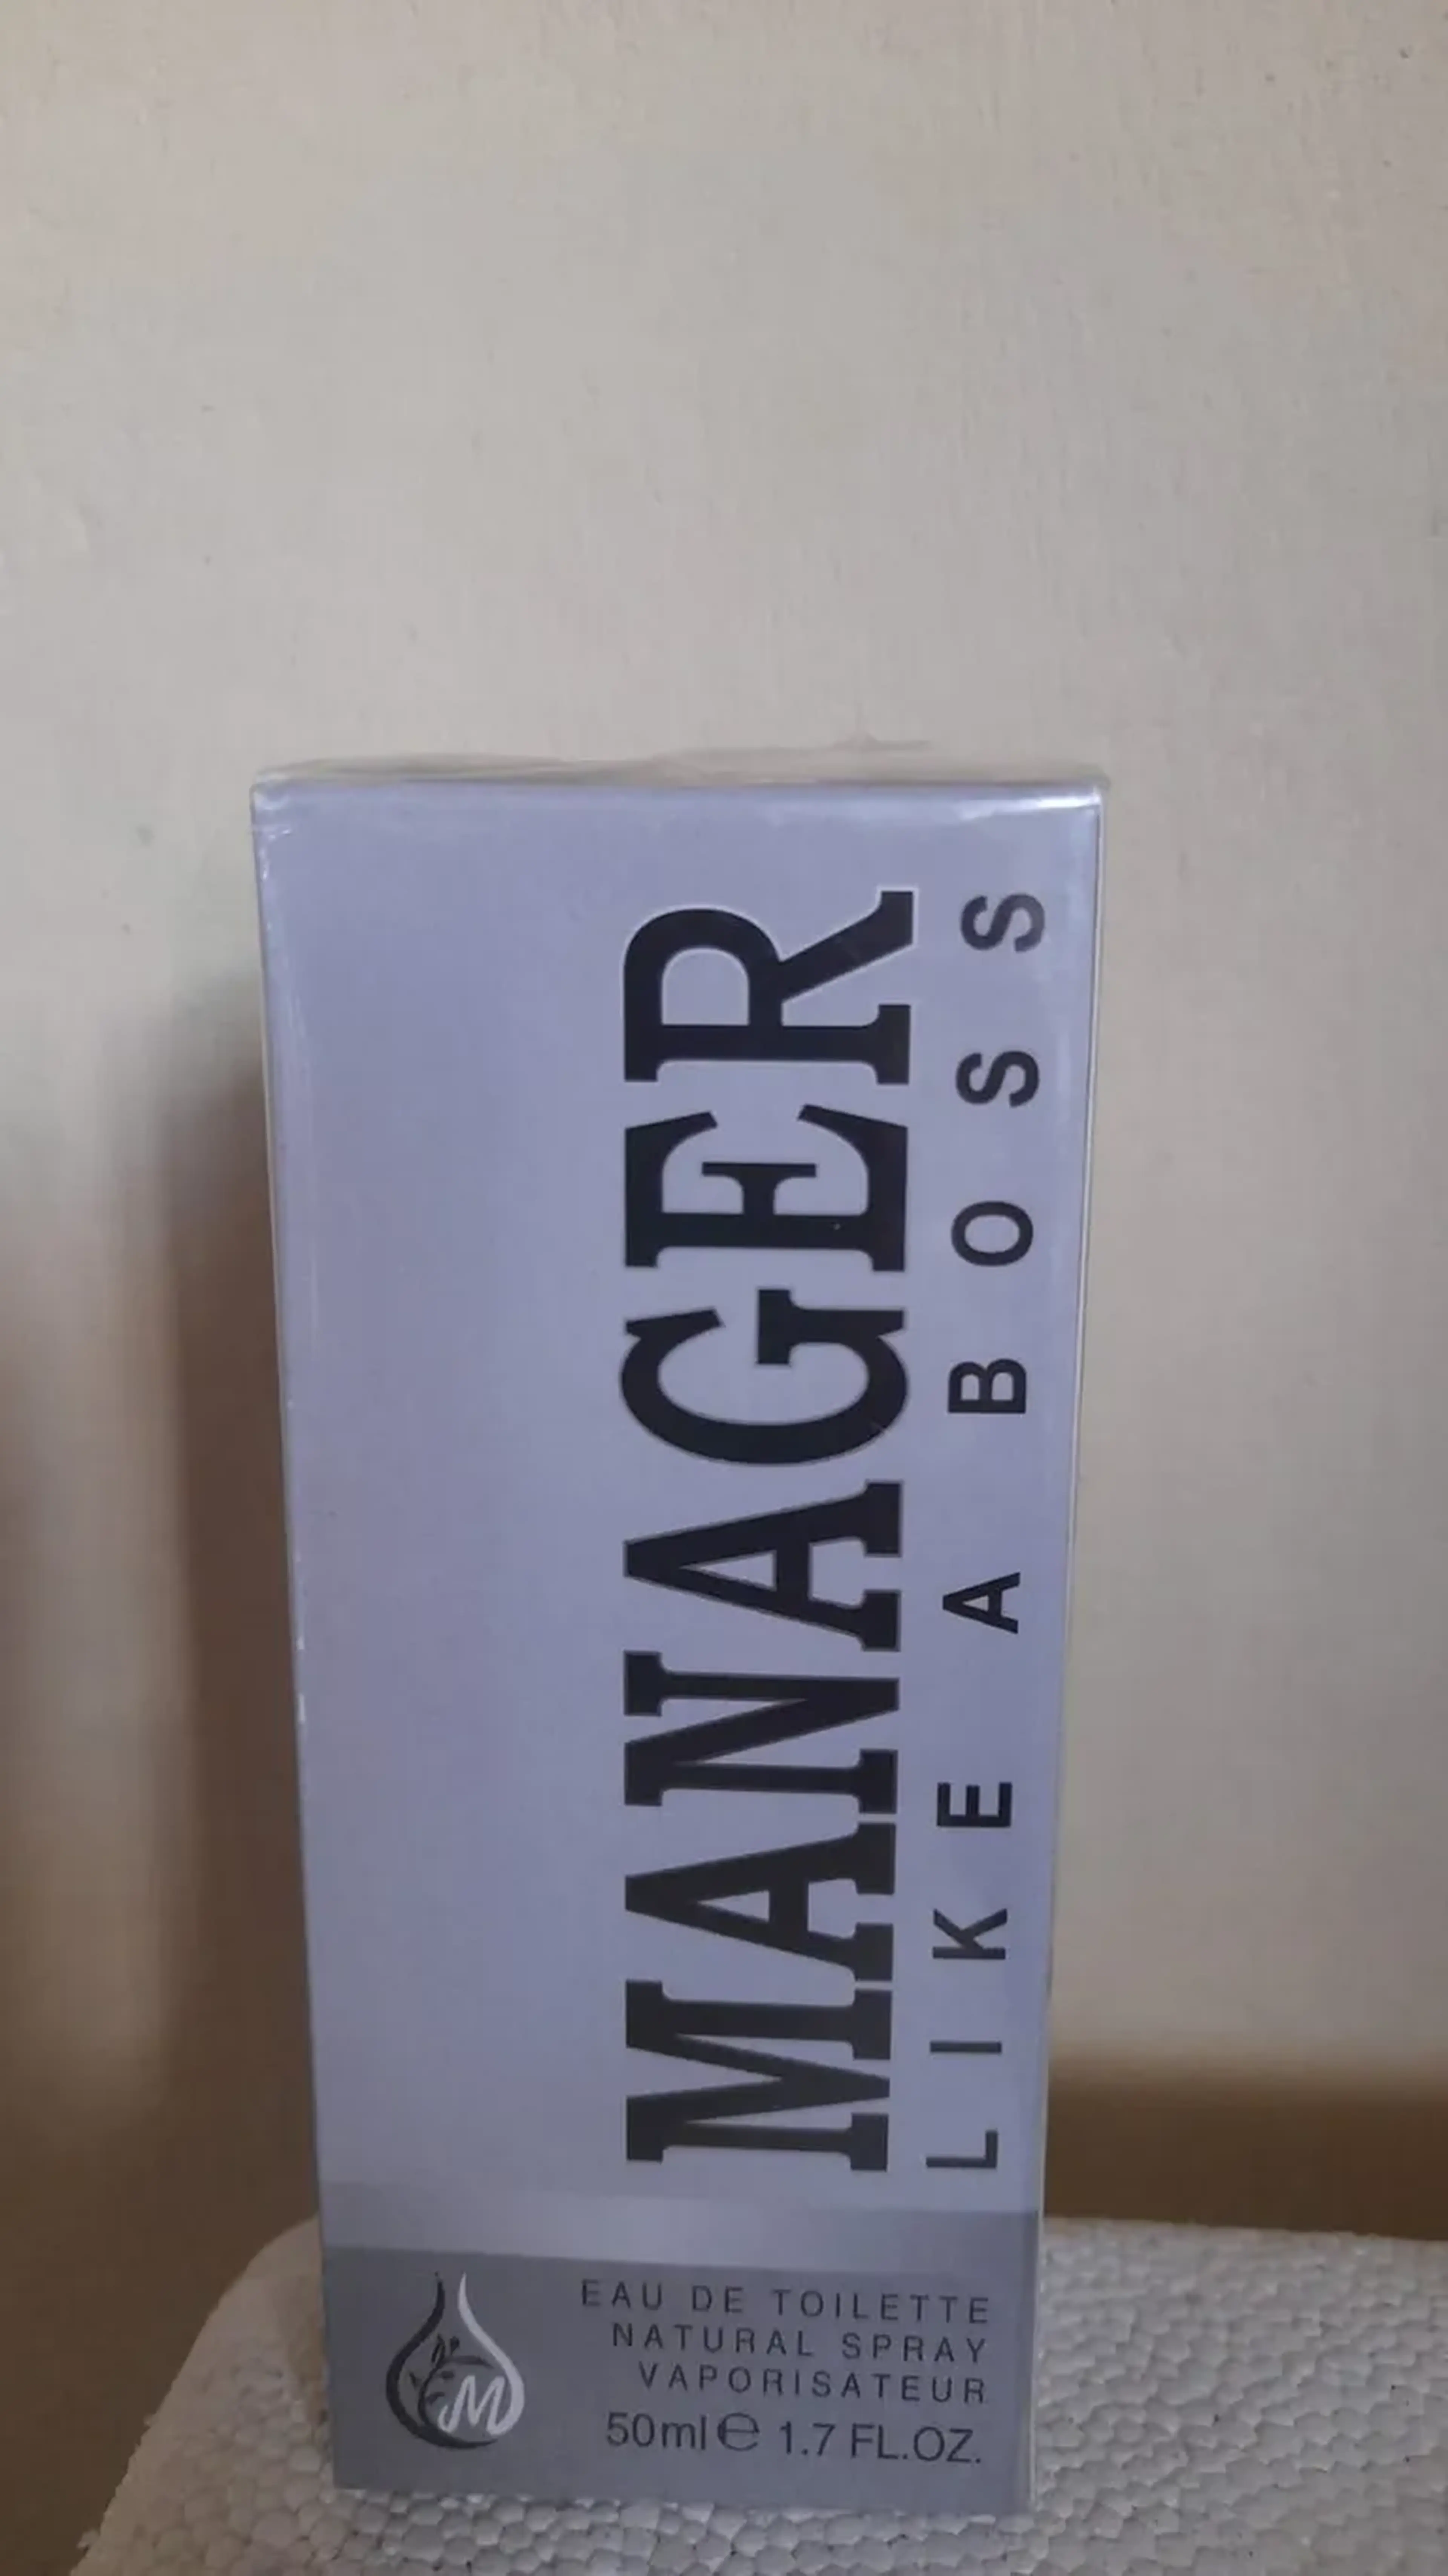 MANAGER
LIKE A BOSS
EAU DE TOILETTE
NATURAL SPRAY
VAPORISATEUR
50ml℮ 1.7 FL.OZ.
M